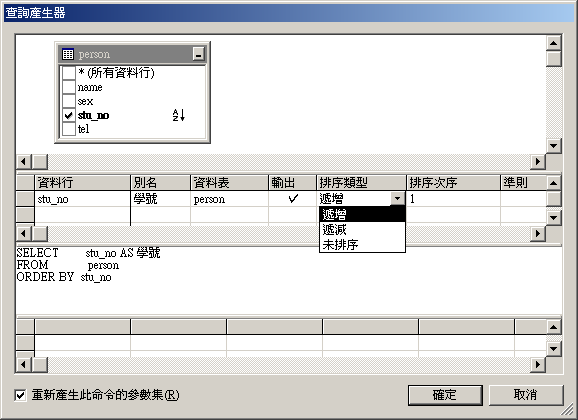 查詢產生器
person
* (所有資料行)
name
sex
stu_no
tel
資料行 別名 資料表 輸出 排序類型 排序次序 準則
stu_no 學號 person 遞增 1
遞增
遞減
未排序
SELECT stu_no AS 學號
FROM person
ORDER BY stu_no
重新產生此命令的參數集(R)
確定 取消